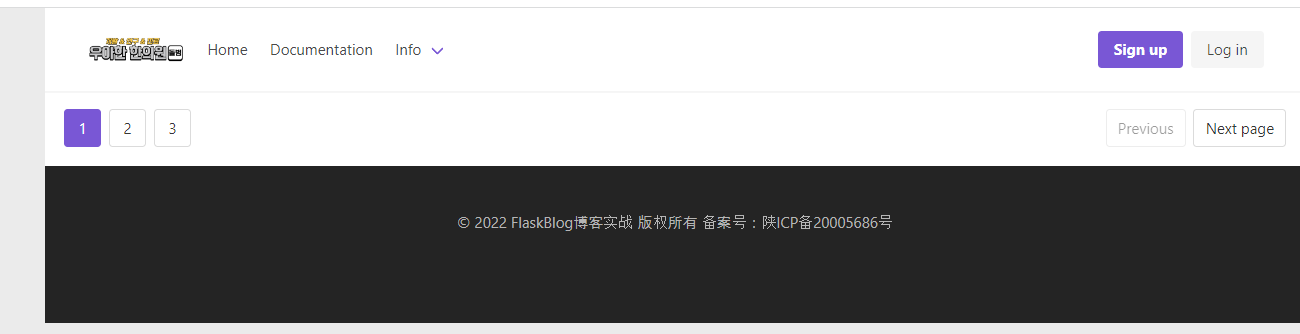 우아한 한의원
Home Documentation Info Sign up Log in
1 2 3 Previous Next page
© 2022 FlaskBlog博客实战 版权所有 备案号：陕ICP备20005686号